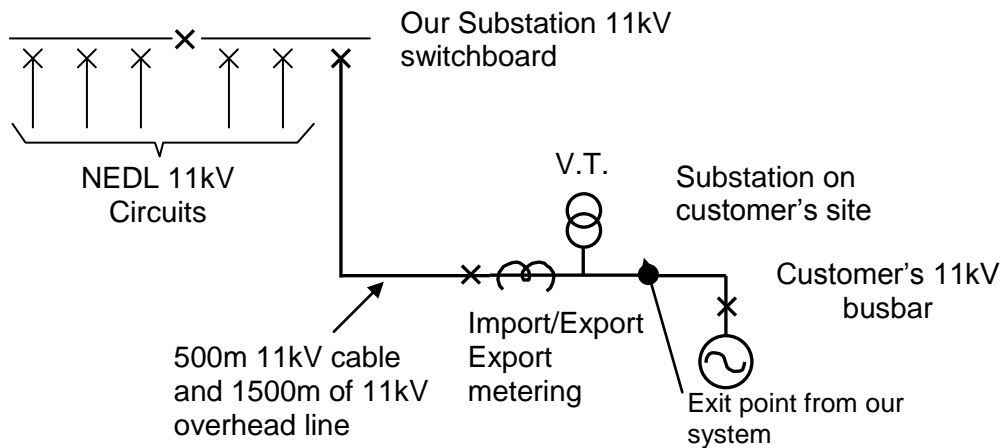 Our Substation 11kV
switchboard
NEDL 11kV
Circuits
V.T.
Substation on
customer’s site
Customer’s 11kV
busbar
Import/Export
Export
metering
500m 11kV cable
and 1500m of 11kV
overhead line
Exit point from our
system